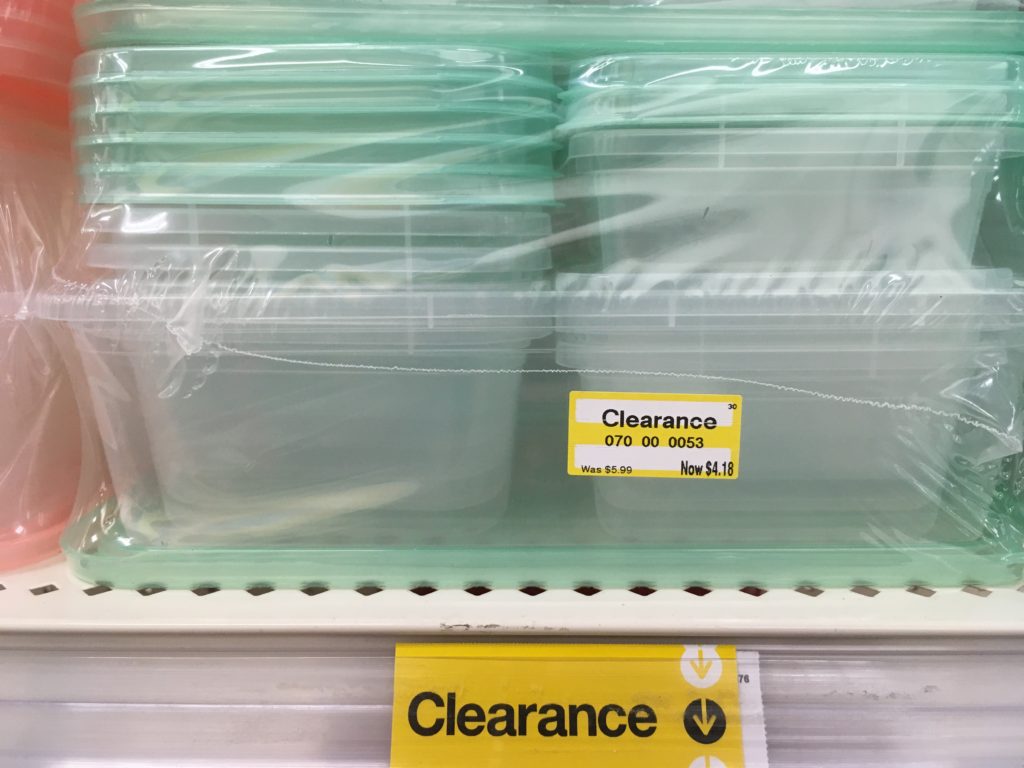 30
Clearance
070 00 0053
Was $5.99 Now $4.18
76
Clearance